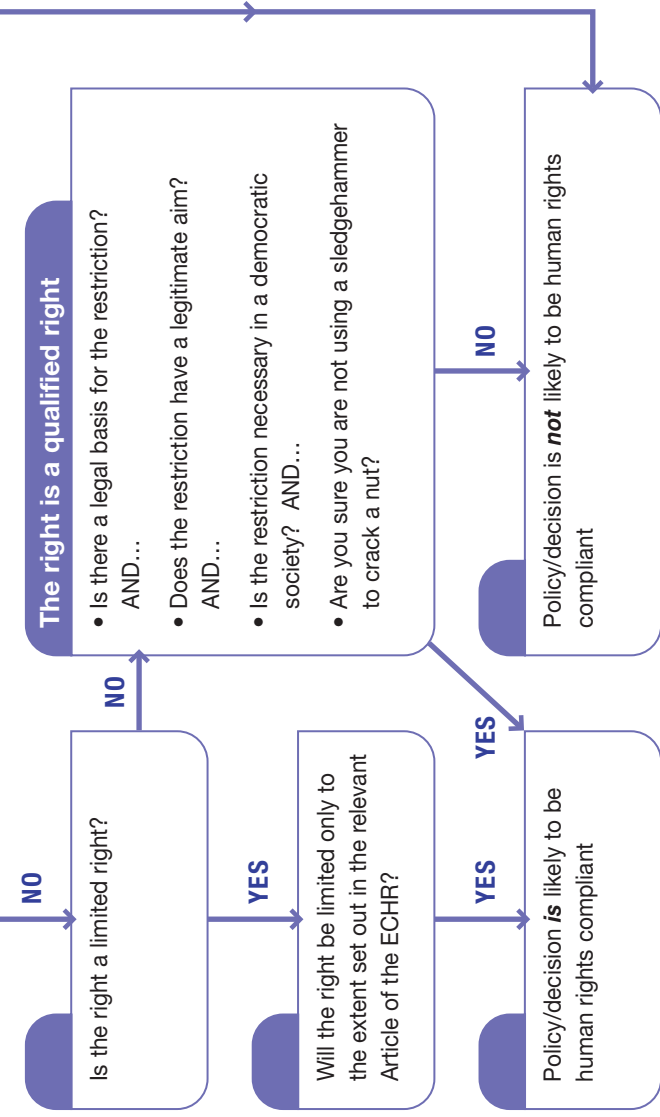 NO
Is the right a limited right?
NO
The right is a qualified right
• Is there a legal basis for the restriction?
AND…
• Does the restriction have a legitimate aim?
AND…
• Is the restriction necessary in a democratic
society? AND…
• Are you sure you are not using a sledgehammer
to crack a nut?
YES
Will the right be limited only to
the extent set out in the relevant
Article of the ECHR?
YES
YES
NO
Policy/decision is likely to be
human rights compliant
Policy/decision is not likely to be human rights
compliant